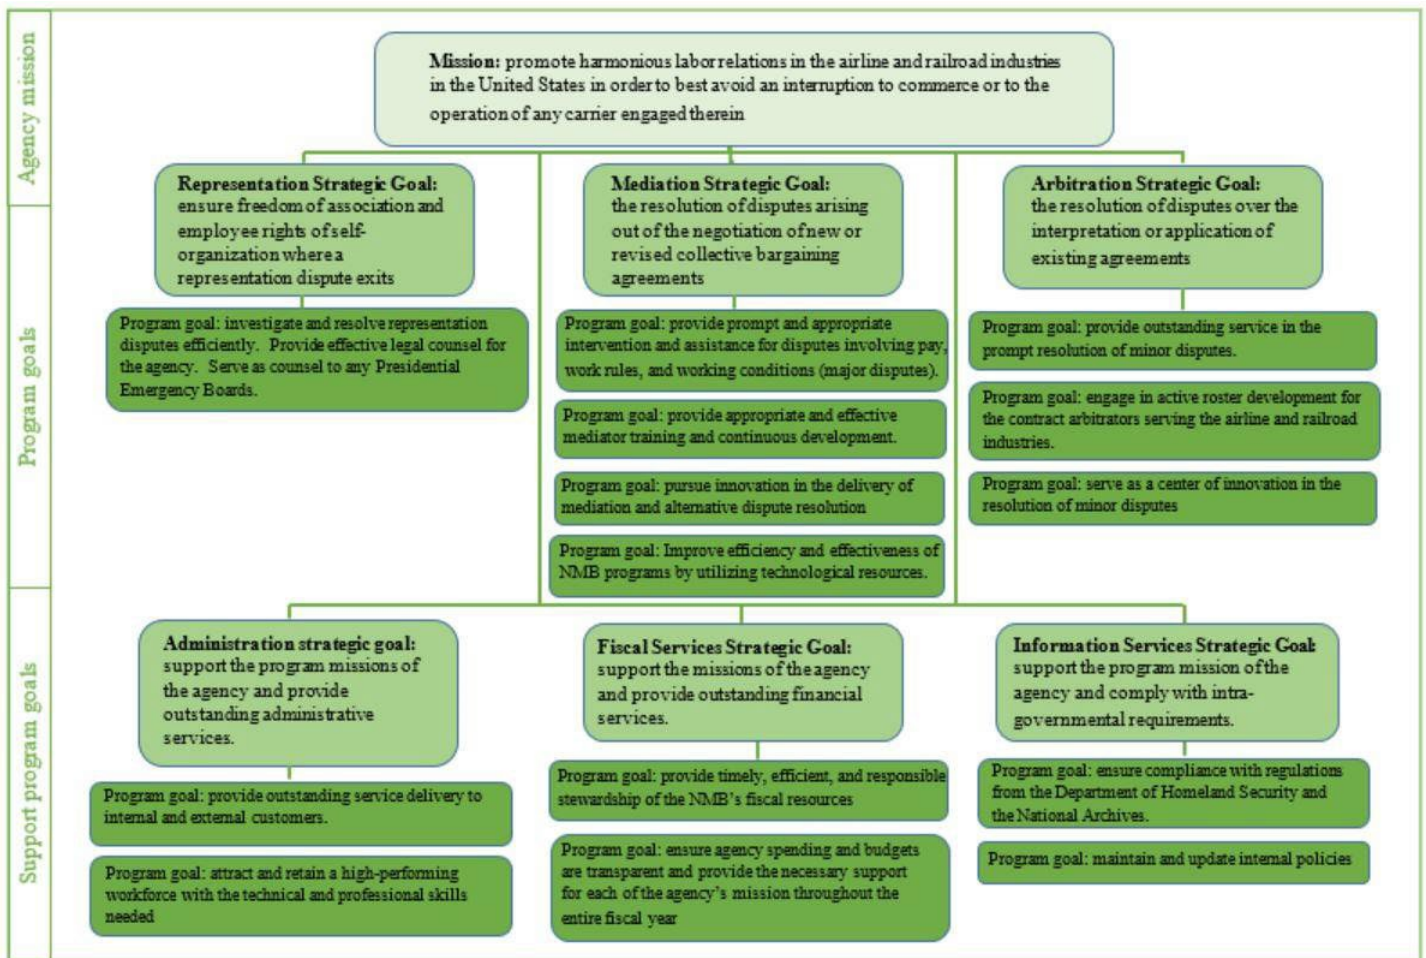 Agency mission
Mission: promote harmonious labor relations in the airline and railroad industries
in the United States in order to best avoid an interruption to commerce or to the
operation of any carrier engaged therein
Program goals
Representation Strategic Goal:
ensure freedom of association and
employee rights of self-
organization where a
representation dispute exits
Program goal: investigate and resolve representation
disputes efficiently. Provide effective legal counsel for
the agency. Serve as counsel to any Presidential
Emergency Boards.
Mediation Strategic Goal:
the resolution of disputes arising
out of the negotiation of new or
revised collective bargaining
agreements
Program goal: provide prompt and appropriate
intervention and assistance for disputes involving pay,
work rules, and working conditions (major disputes).
Program goal: provide appropriate and effective
mediator training and continuous development.
Program goal: pursue innovation in the delivery of
mediation and alternative dispute resolution
Program goal: Improve efficiency and effectiveness of
NMB programs by utilizing technological resources.
Arbitration Strategic Goal:
the resolution of disputes over the
interpretation or application of
existing agreements
Program goal: provide outstanding service in the
prompt resolution of minor disputes.
Program goal: engage in active roster development for
the contract arbitrators serving the airline and railroad
industries.
Program goal: serve as a center of innovation in the
resolution of minor disputes
Support program goals
Administration strategic goal:
support the program missions of
the agency and provide
outstanding administrative
services.
Program goal: provide outstanding service delivery to
internal and external customers.
Program goal: attract and retain a high-performing
workforce with the technical and professional skills
needed
Fiscal Services Strategic Goal:
support the missions of the agency
and provide outstanding financial
services.
Program goal: provide timely, efficient, and responsible
stewardship of the NMB's fiscal resources
Program goal: ensure agency spending and budgets
are transparent and provide the necessary support
for each of the agency's mission throughout the
entire fiscal year
Information Services Strategic Goal:
support the program mission of the
agency and comply with intra-
governmental requirements.
Program goal: ensure compliance with regulations
from the Department of Homeland Security and
the National Archives.
Program goal: maintain and update internal policies